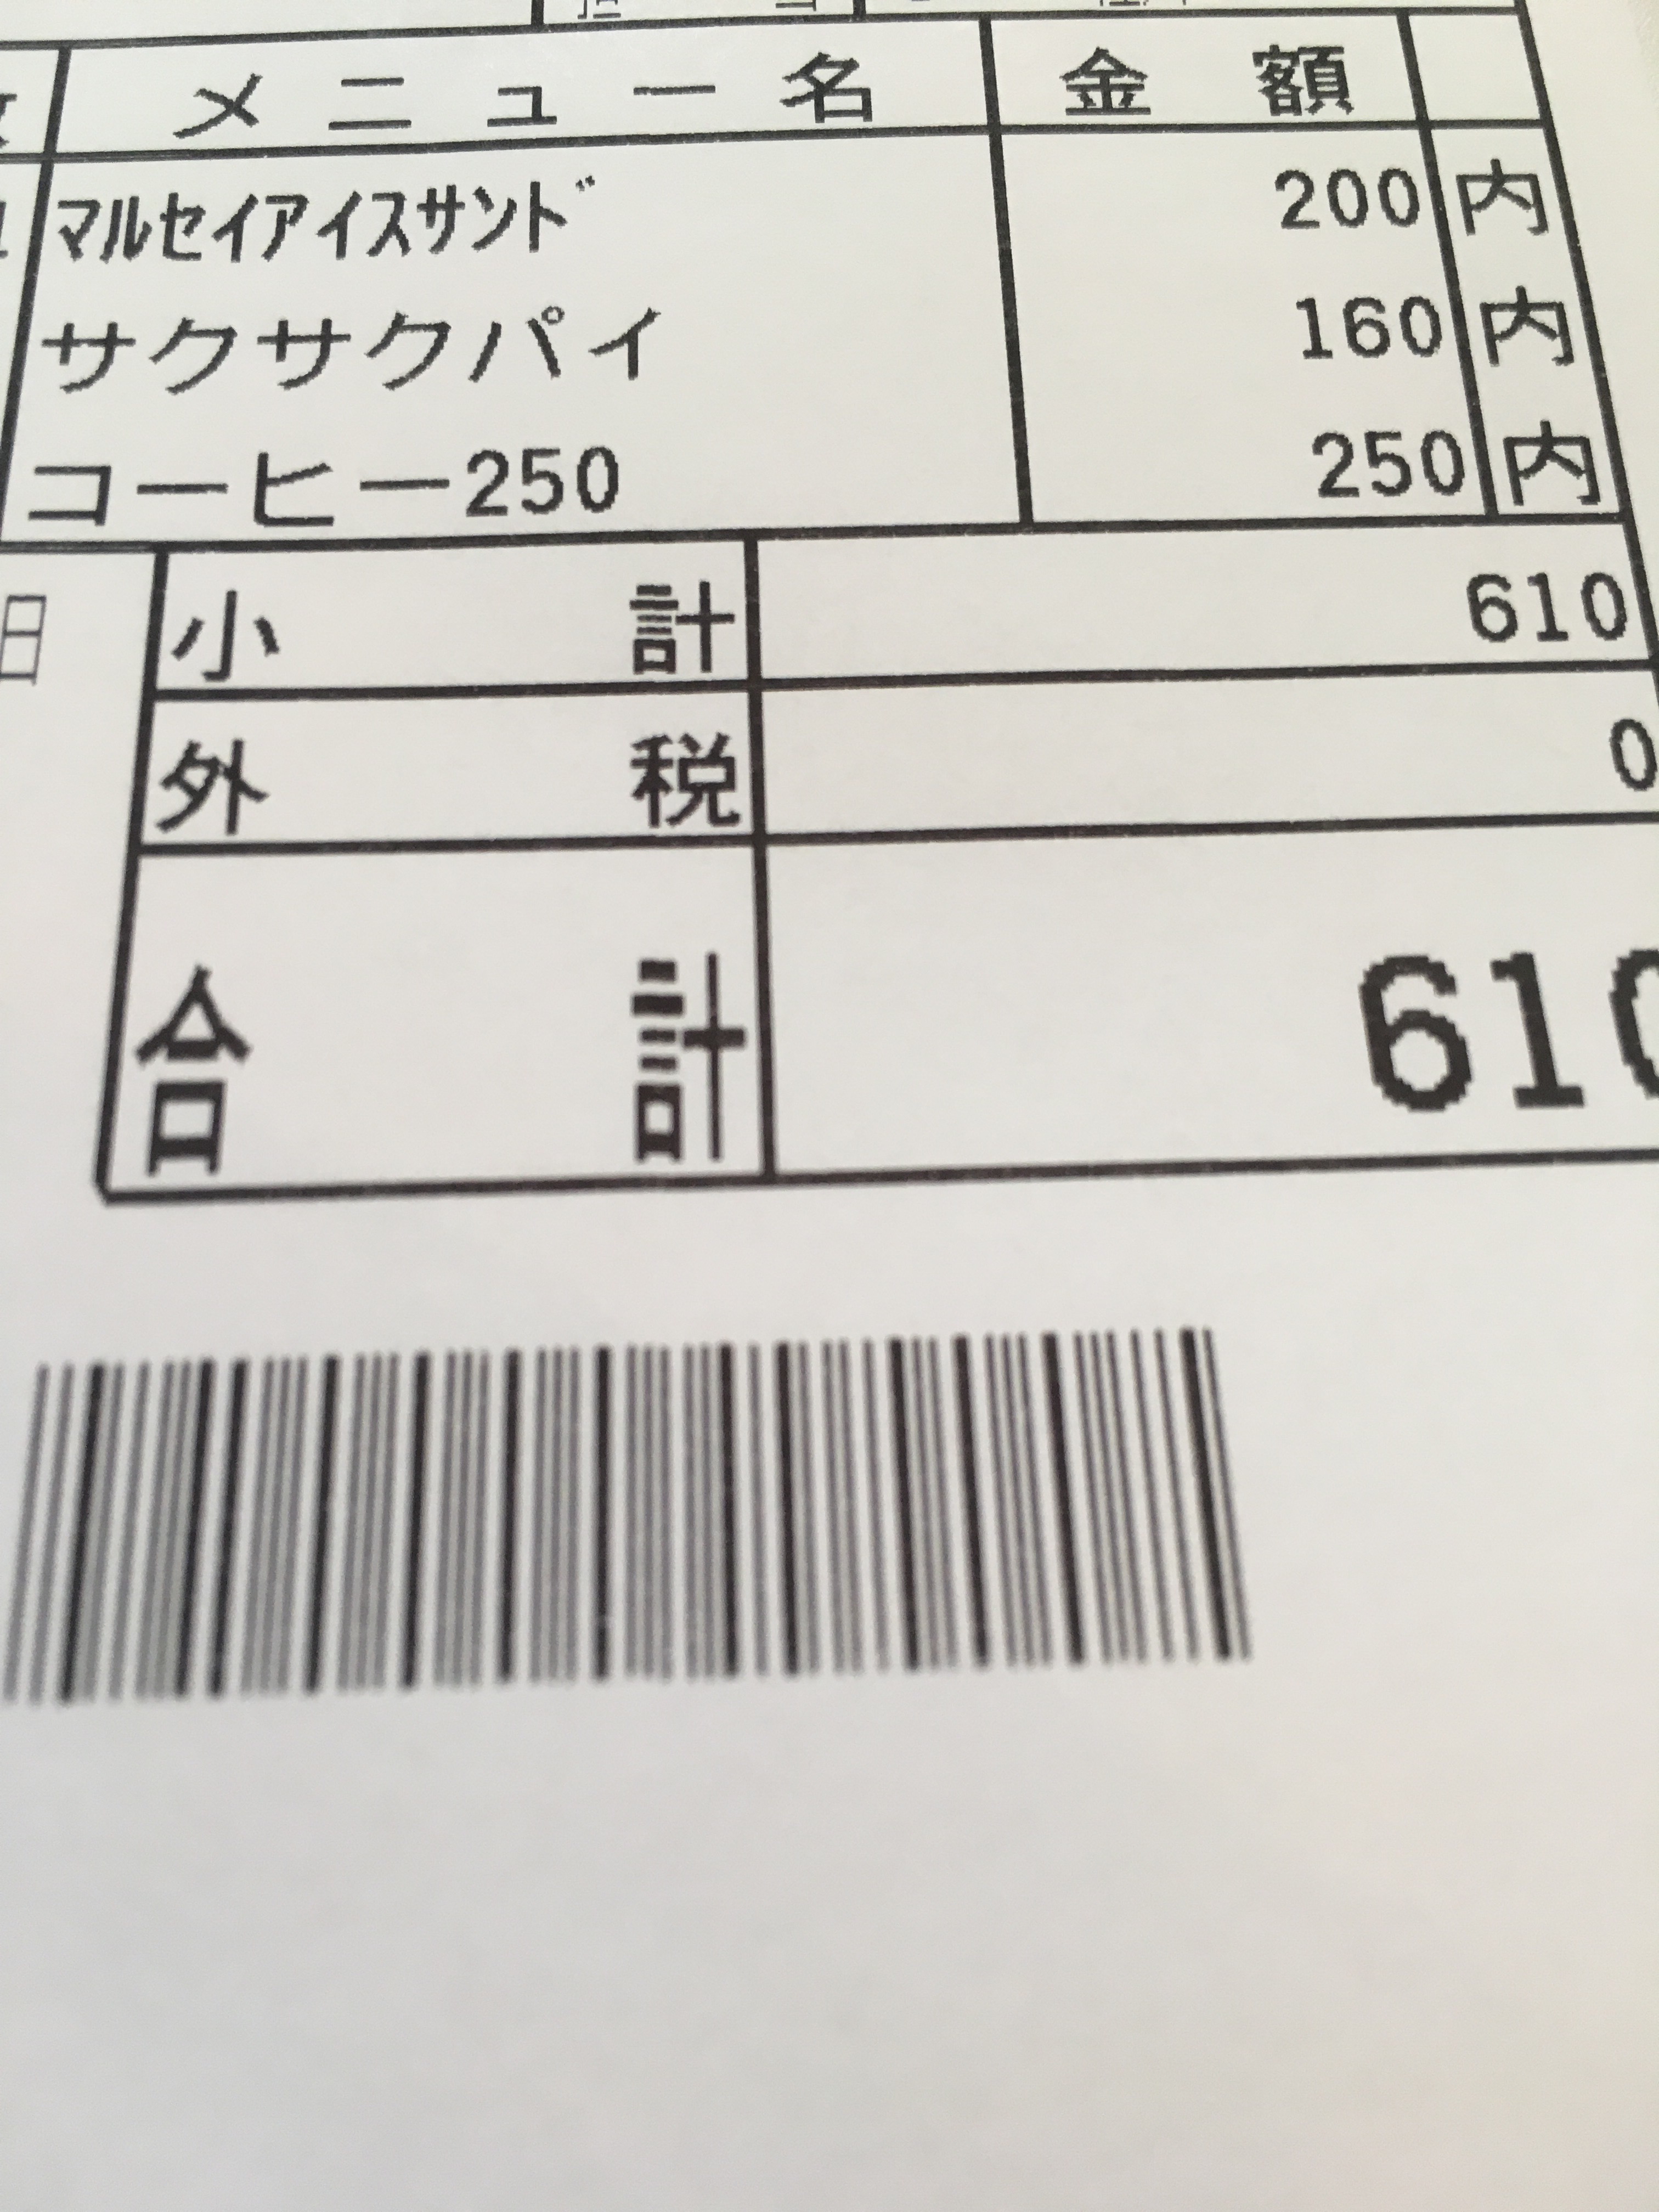 メニュー名 金額
マルセイアイスサンド 200 内
サクサクパイ 160 内
コーヒー250 250 内
小計 610
外税 0
合計 610